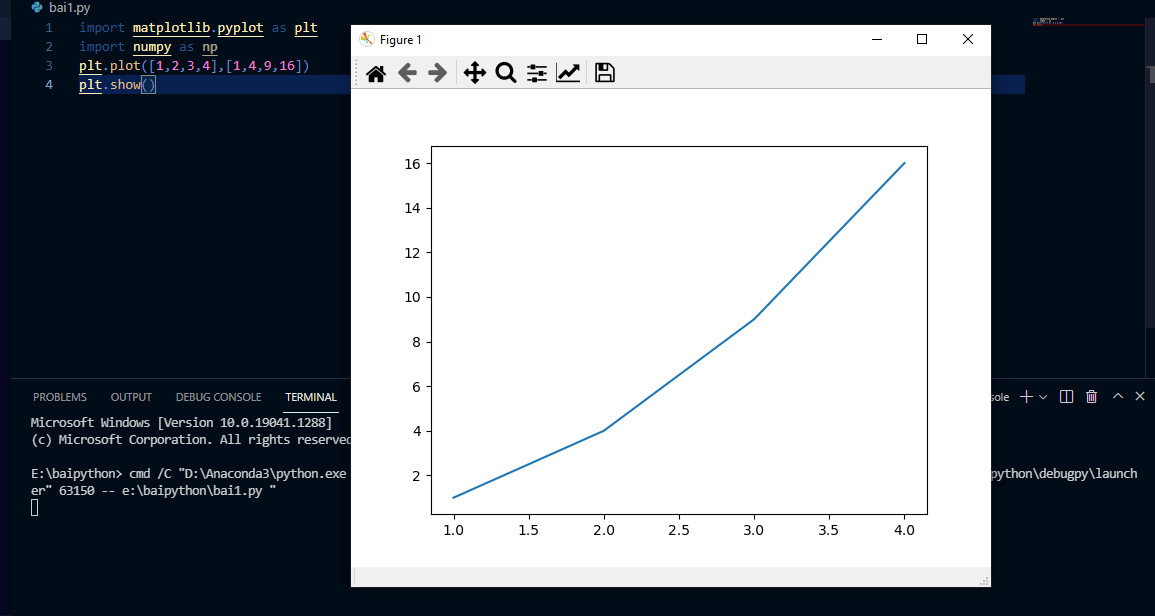 bai1.py
1 import matplotlib.pyplot as plt
2 import numpy as np
3 plt.plot([1,2,3,4],[1,4,9,16])
4 plt.show()
Figure 1
16
14
12
10
8
6
4
2
1.0 1.5 2.0 2.5 3.0 3.5 4.0
PROBLEMS OUTPUT DEBUG CONSOLE TERMINAL sole
Microsoft Windows [Version 10.0.19041.1288]
(c) Microsoft Corporation. All rights reserved
E:\baipython> cmd /C "D:\Anaconda3\python.exe python\debugpy\launch
er" 63150 -- e:\baipython\bai1.py "